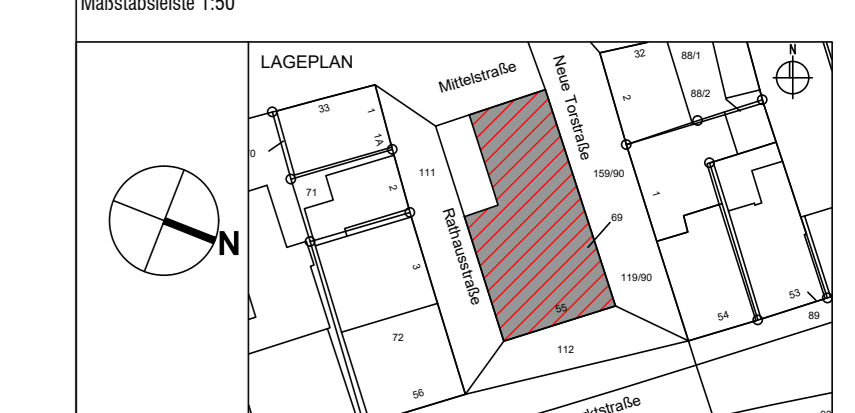 Maßstabsleiste 1:50
LAGEPLAN
N
N
Mittelstraße
Neue Torstraße
Rathausstraße
33
1
1A
71
2
3
72
56
111
112
55
69
159/90
119/90
32
88/1
88/2
2
1
54
53
89